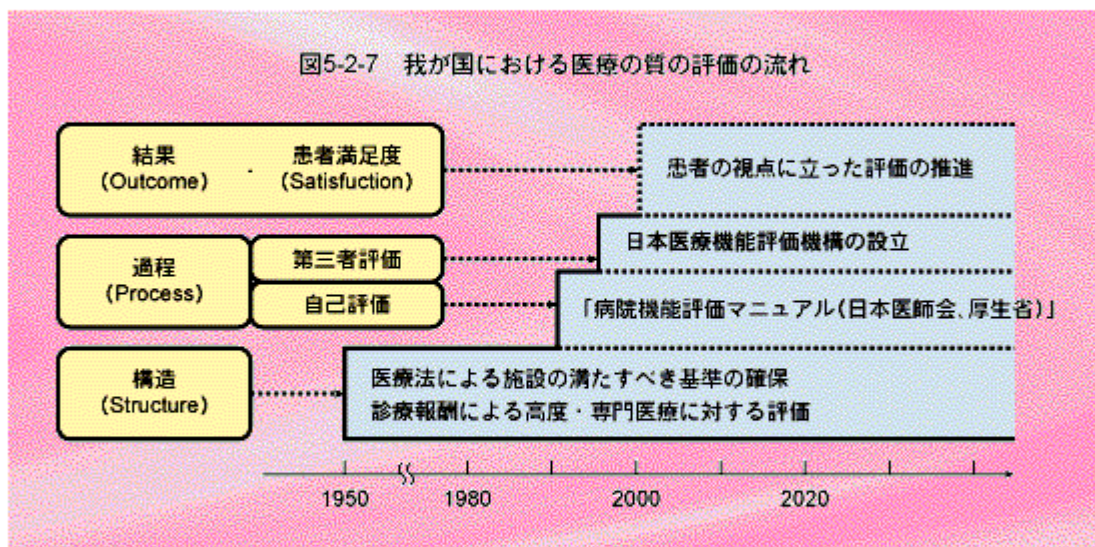 図5-2-7 我が国における医療の質の評価の流れ
結果
(Outcome)
・
患者満足度
(Satisfuction)
患者の視点に立った評価の推進
過程
(Process)
第三者評価
日本医療機能評価機構の設立
自己評価
「病院機能評価マニュアル(日本医師会、厚生省)」
構造
(Structure)
医療法による施設の満たすべき基準の確保
診療報酬による高度・専門医療に対する評価
1950 1980 2000 2020